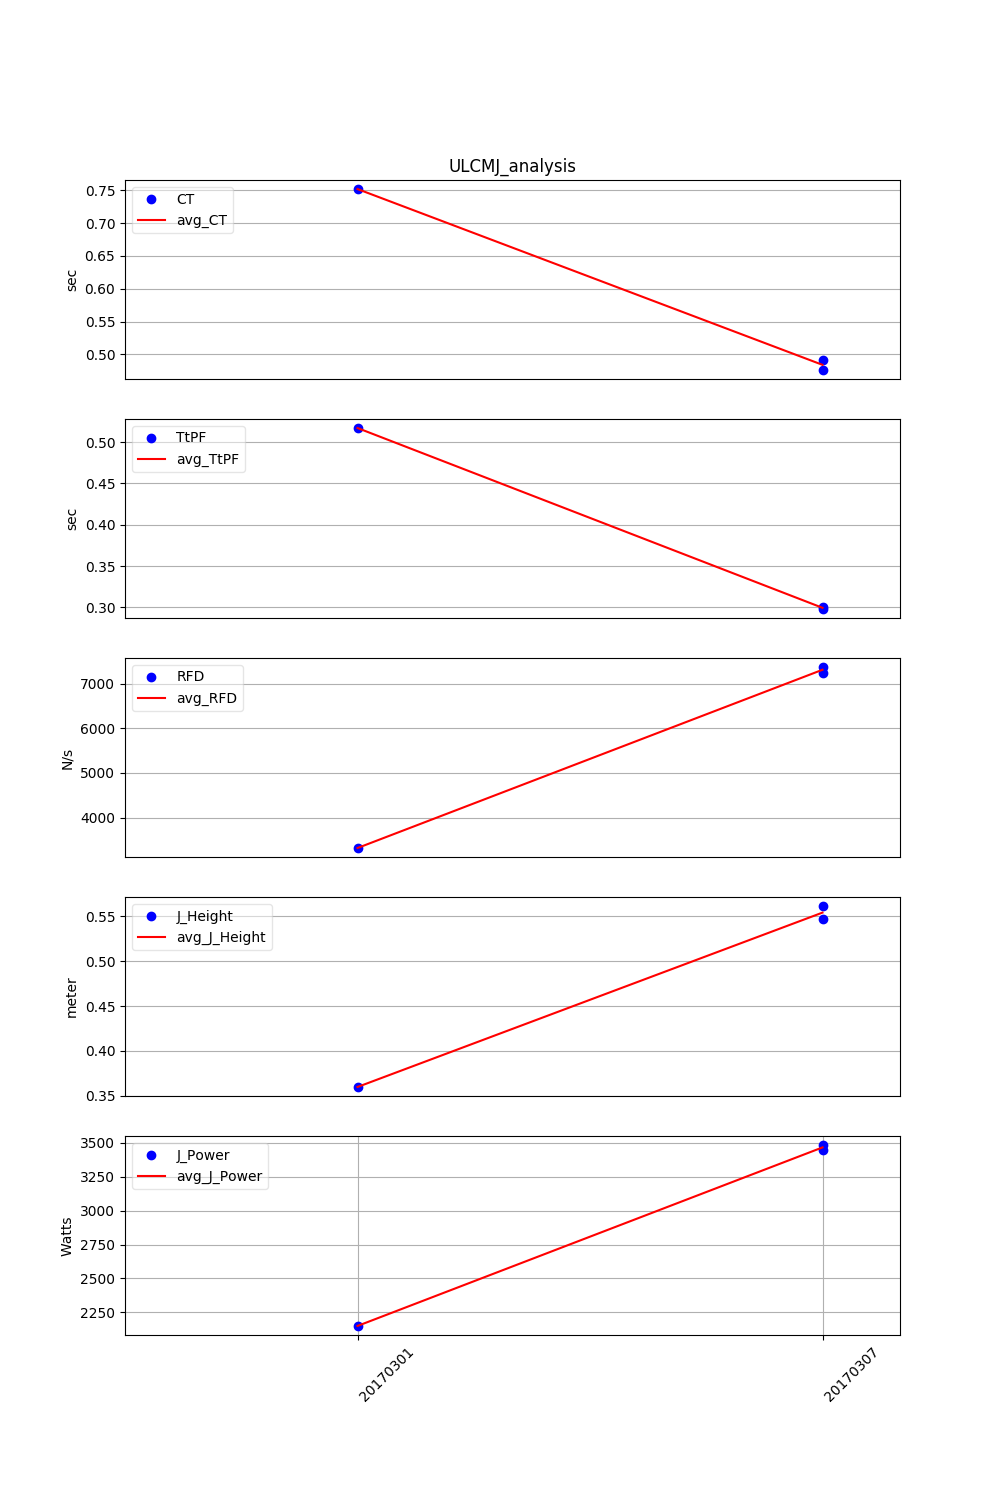 ULCMJ_analysis
CT
avg_CT
0.75
0.70
0.65
0.60
0.55
0.50
sec
TtPF
avg_TtPF
0.50
0.45
0.40
0.35
0.30
sec
RFD
avg_RFD
7000
6000
5000
4000
N/s
J_Height
avg_J_Height
0.55
0.50
0.45
0.40
0.35
meter
J_Power
avg_J_Power
3500
3250
3000
2750
2500
2250
Watts
20170301
20170307